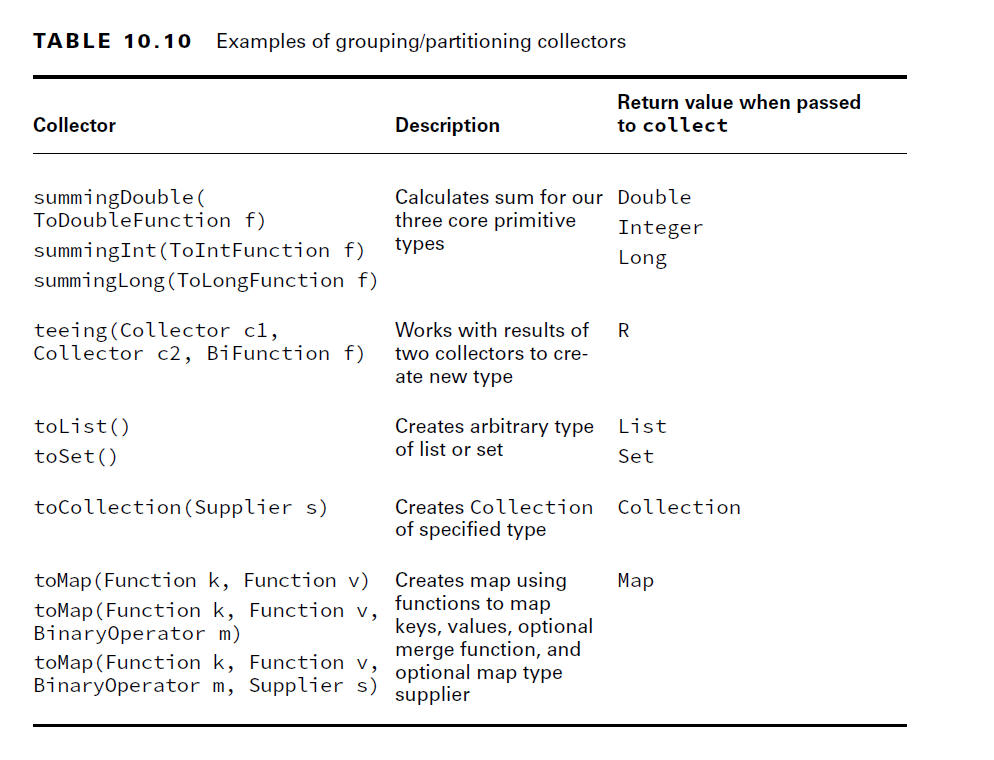 TABLE 10.10 Examples of grouping/partitioning collectors
Collector
Description
Return value when passed
to collect
summingDouble(
ToDoubleFunction f)
summingInt(ToIntFunction f)
summingLong(ToLongFunction f)
Calculates sum for our
three core primitive
types
Double
Integer
Long
teeing(Collector c1,
Collector c2, BiFunction f)
Works with results of
two collectors to cre-
ate new type
R
toList()
toSet()
Creates arbitrary type
of list or set
List
Set
toCollection(Supplier s)
Creates Collection
of specified type
Collection
toMap(Function k, Function v)
toMap(Function k, Function v,
BinaryOperator m)
toMap(Function k, Function v,
BinaryOperator m, Supplier s)
Creates map using
functions to map
keys, values, optional
merge function, and
optional map type
supplier
Map